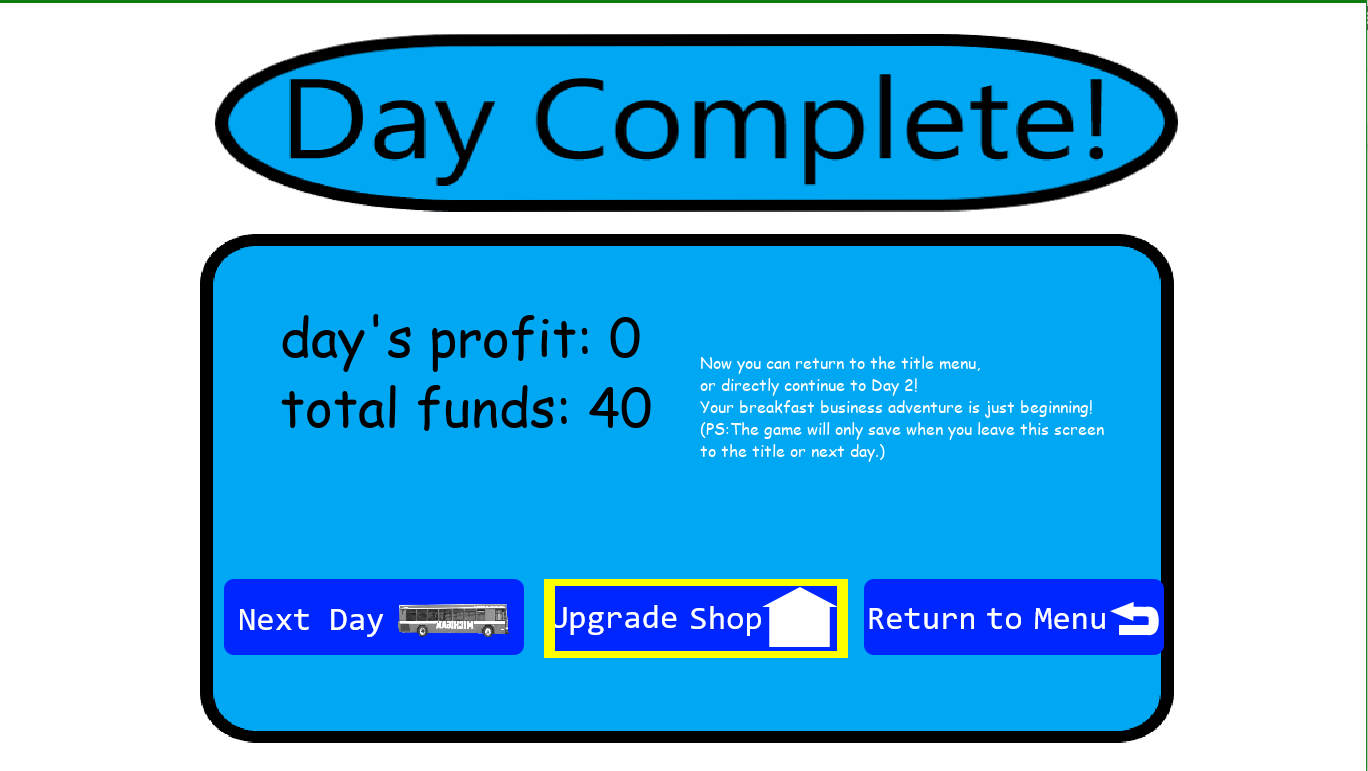 Day Complete!
day's profit: 0
total funds: 40
Now you can return to the title menu,
or directly continue to Day 2!
Your breakfast business adventure is just beginning!
(PS:The game will only save when you leave this screen
to the title or next day.)
Next Day
Upgrade Shop
Return to Menu